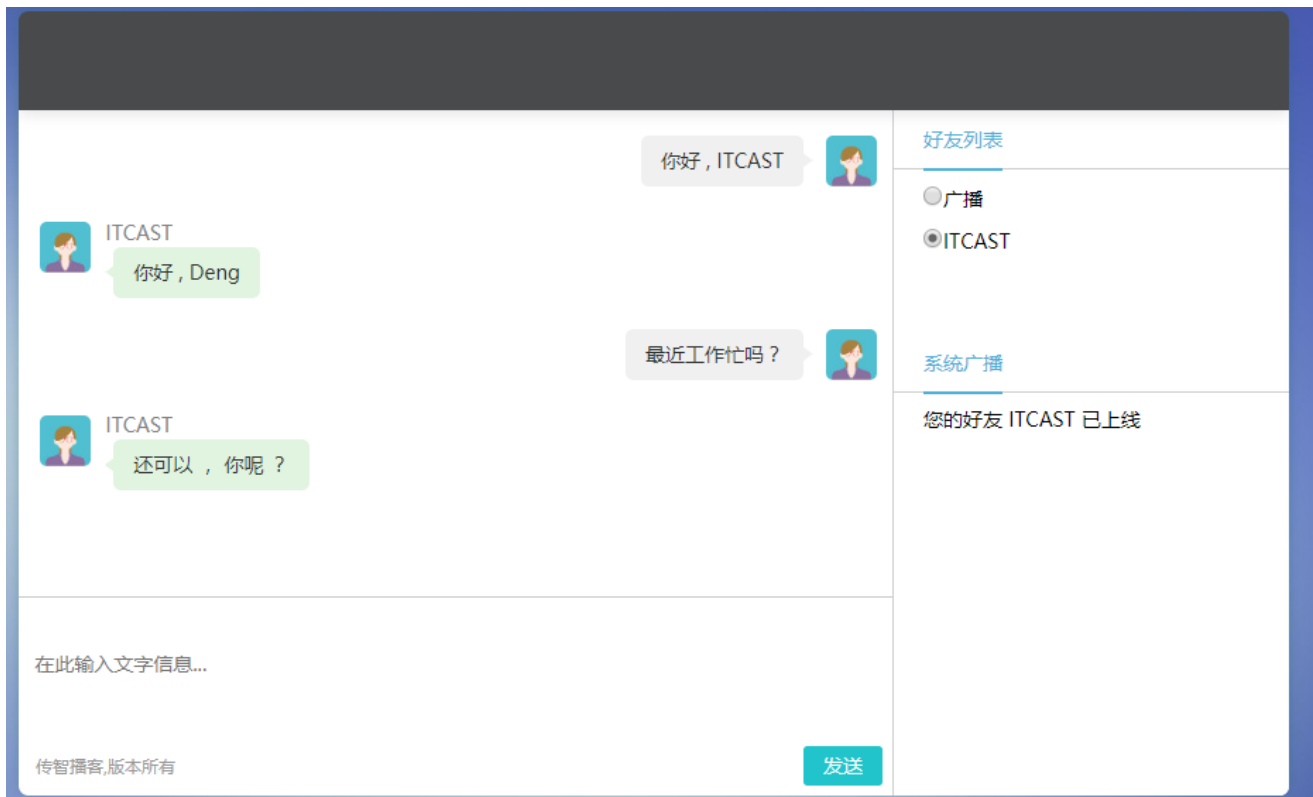 你好 , ITCAST
ITCAST
你好 , Deng
最近工作忙吗 ?
ITCAST
还可以 ， 你呢 ？
在此输入文字信息...
传智播客,版本所有
发送
好友列表
广播
ITCAST
系统广播
您的好友 ITCAST 已上线